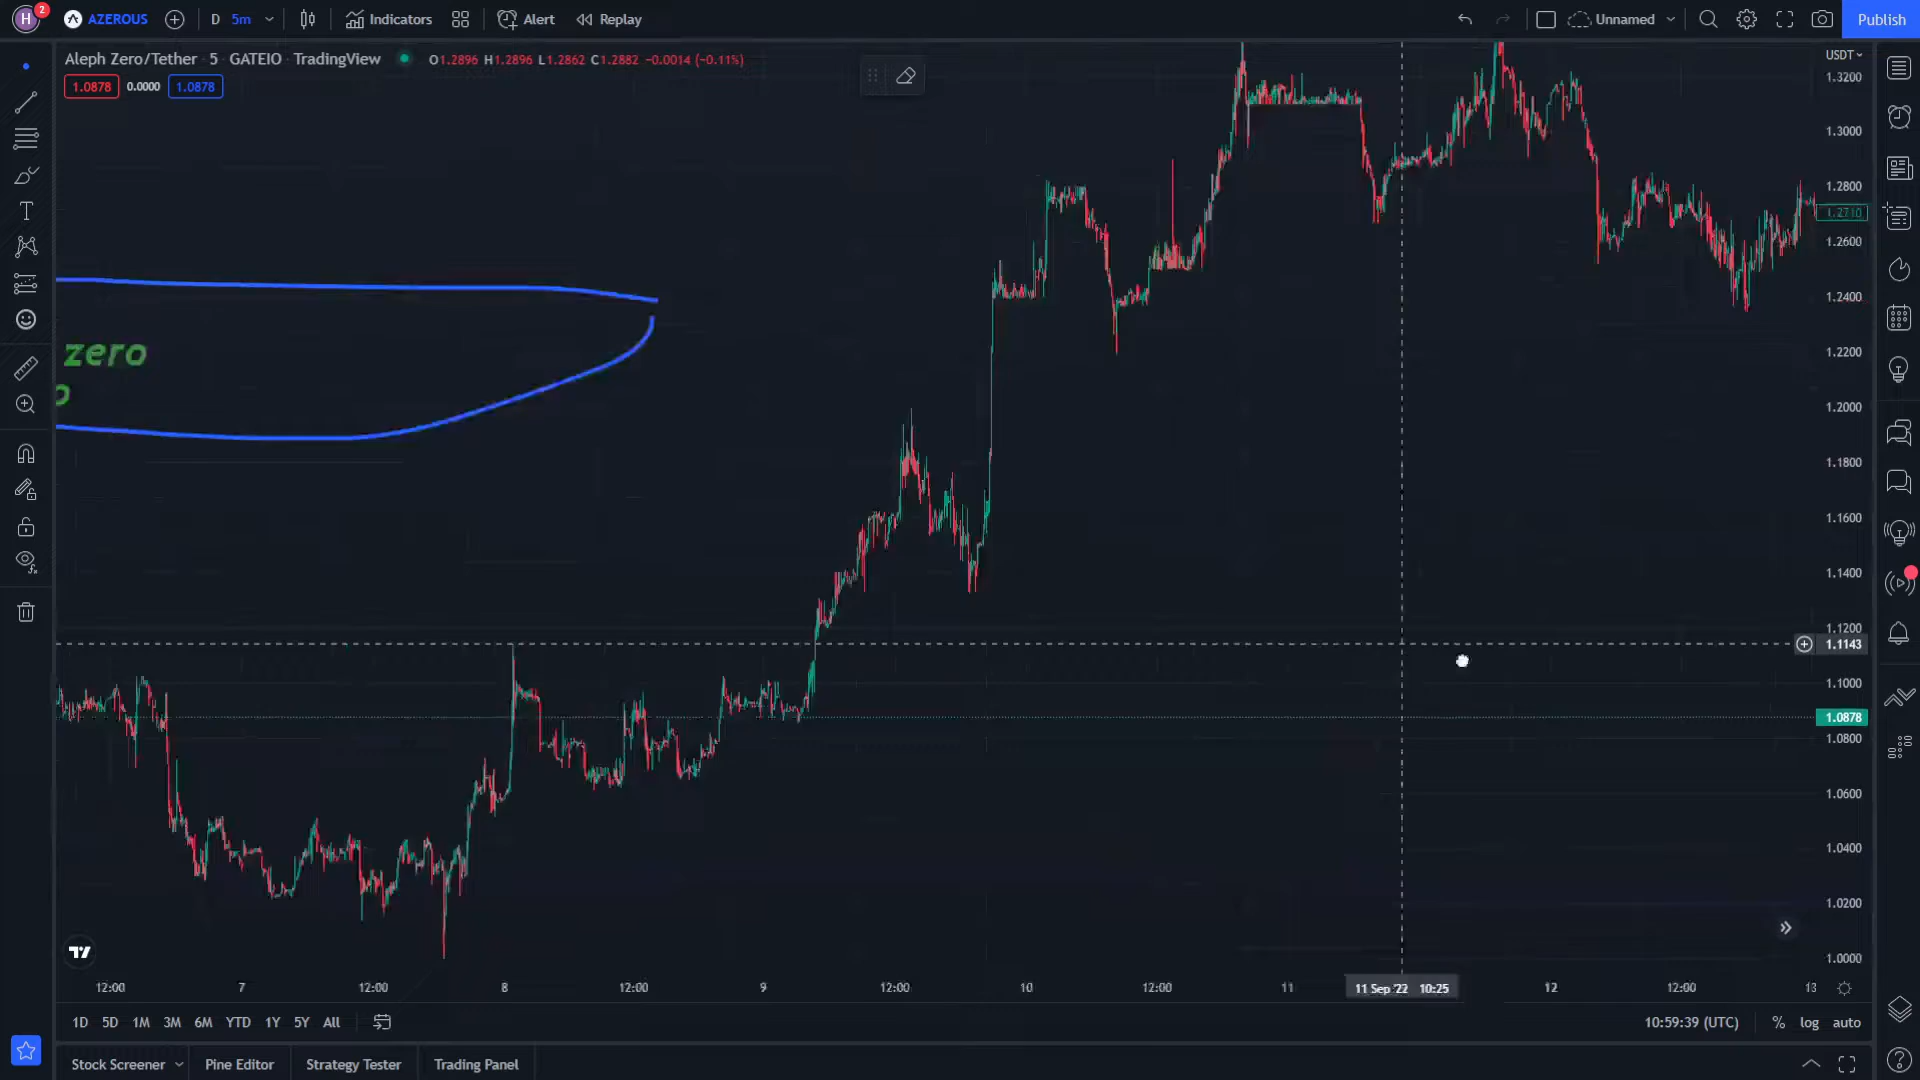 H 2 AZEROUS D 5m Indicators Alert Replay Unnamed Publish
Aleph Zero/Tether · 5 · GATEIO · TradingView O1.2896 H1.2896 L1.2862 C1.2882 −0.0014 (−0.11%)
1.0878 0.0000 1.0878
USDT
1.3200
1.3000
1.2800
1.2710
1.2600
1.2400
1.2200
zero
o
1.2000
1.1800
1.1600
1.1400
1.1200
1.1143
1.1000
1.0878
1.0800
1.0600
1.0400
1.0200
1.0000
12:00 7 12:00 8 12:00 9 12:00 10 12:00 11 11 Sep '22 10:25 12 12:00 13
1D 5D 1M 3M 6M YTD 1Y 5Y All 10:59:39 (UTC) % log auto
Stock Screener Pine Editor Strategy Tester Trading Panel